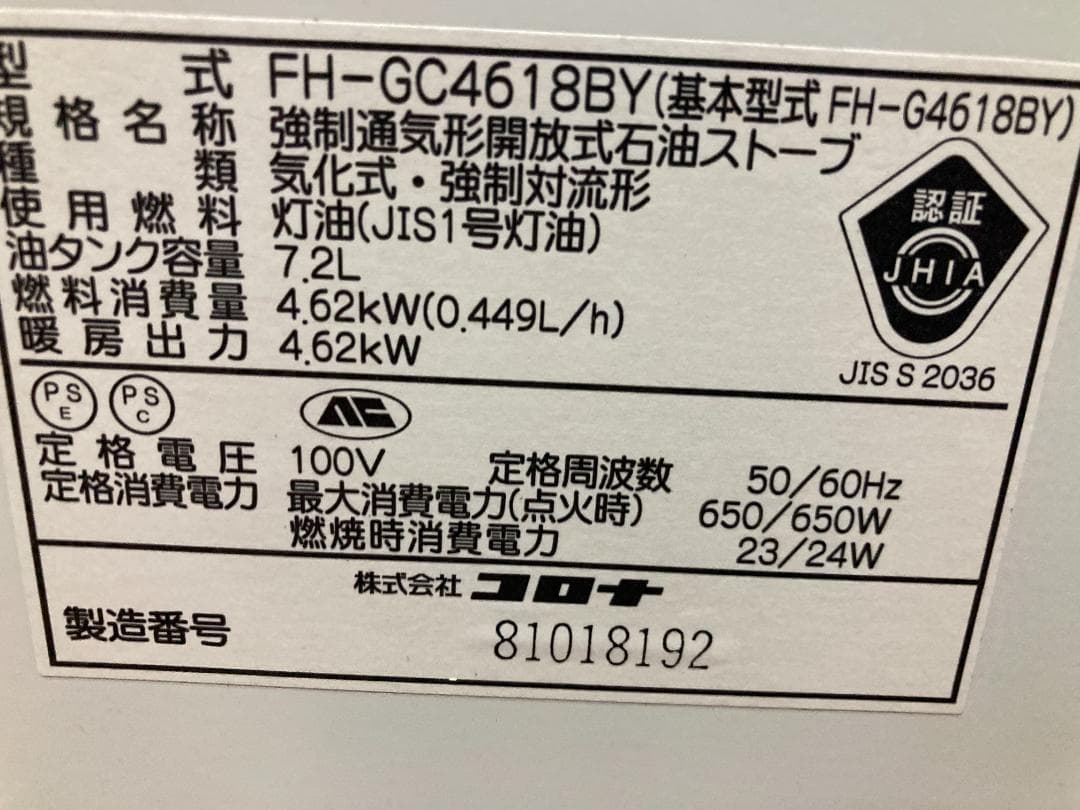 型式 FH-GC4618BY(基本型式 FH-G4618BY)
規格名称 強制通気形開放式石油ストーブ
種類 気化式・強制対流形
使用燃料 灯油(JIS1号灯油)
油タンク容量 7.2L
燃料消費量 4.62kW(0.449L/h)
暖房出力 4.62kW
認証
JHIA
JIS S 2036
PS E PS C
定格電圧 100V 定格周波数 50/60Hz
定格消費電力 最大消費電力(点火時) 650/650W
燃焼時消費電力 23/24W
株式会社 コロナ
製造番号 81018192